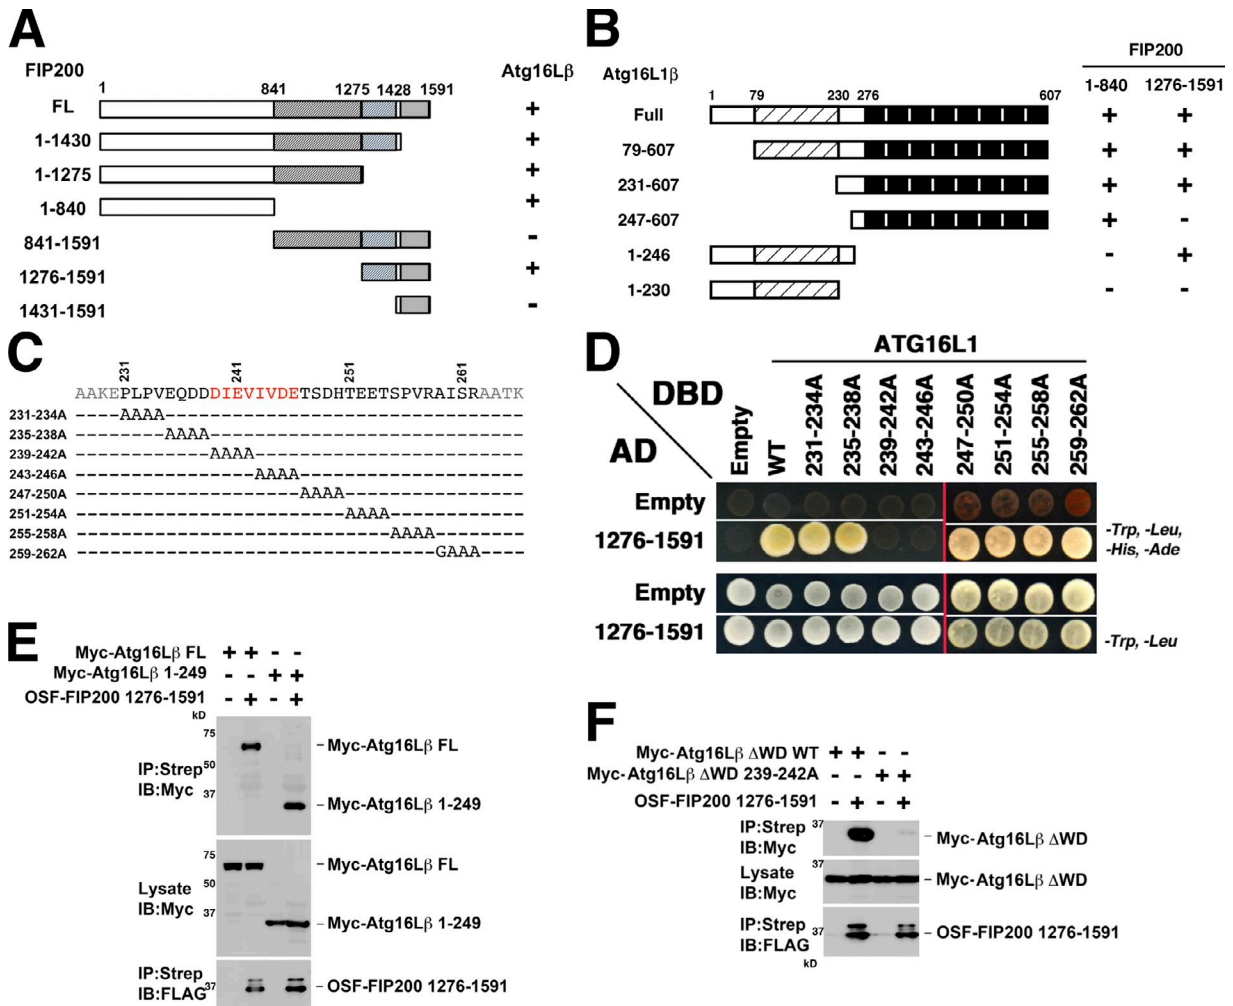 A
FIP200
Atg16Lβ
1 841 1275 1428 1591
FL +
1-1430 +
1-1275 +
1-840 +
841-1591 -
1276-1591 +
1431-1591 -
B
FIP200
Atg16L1β
1-840 1276-1591
1 79 230 276 607
Full + +
79-607 + +
231-607 + +
247-607 + -
1-246 - +
1-230 - -
C
231 241 251 261
AAKEPLPVEQDDDIEVIVDETSDHTEETSPVRAISRAATK
231-234A ----AAAA----------------------------
235-238A --------AAAA------------------------
239-242A ------------AAAA--------------------
243-246A ----------------AAAA----------------
247-250A --------------------AAAA------------
251-254A ------------------------AAAA--------
255-258A ----------------------------AAAA--------
259-262A --------------------------------GAAA----
D
ATG16L1
DBD
AD
Empty
WT
231-234A
235-238A
239-242A
243-246A
247-250A
251-254A
255-258A
259-262A
Empty
1276-1591
-Trp, -Leu,
-His, -Ade
Empty
1276-1591
-Trp, -Leu
E
Myc-Atg16Lβ FL + + - -
Myc-Atg16Lβ 1-249 - - + +
OSF-FIP200 1276-1591 - + - +
kD
75
50
37
IP:Strep
IB:Myc
- Myc-Atg16Lβ FL
- Myc-Atg16Lβ 1-249
75
50
37
Lysate
IB:Myc
- Myc-Atg16Lβ FL
- Myc-Atg16Lβ 1-249
IP:Strep
IB:FLAG
37
- OSF-FIP200 1276-1591
F
Myc-Atg16Lβ ΔWD WT + + - -
Myc-Atg16Lβ ΔWD 239-242A - - + +
OSF-FIP200 1276-1591 - + - +
IP:Strep
IB:Myc
37
- Myc-Atg16Lβ ΔWD
Lysate
IB:Myc
37
- Myc-Atg16Lβ ΔWD
IP:Strep
IB:FLAG
37
- OSF-FIP200 1276-1591
kD